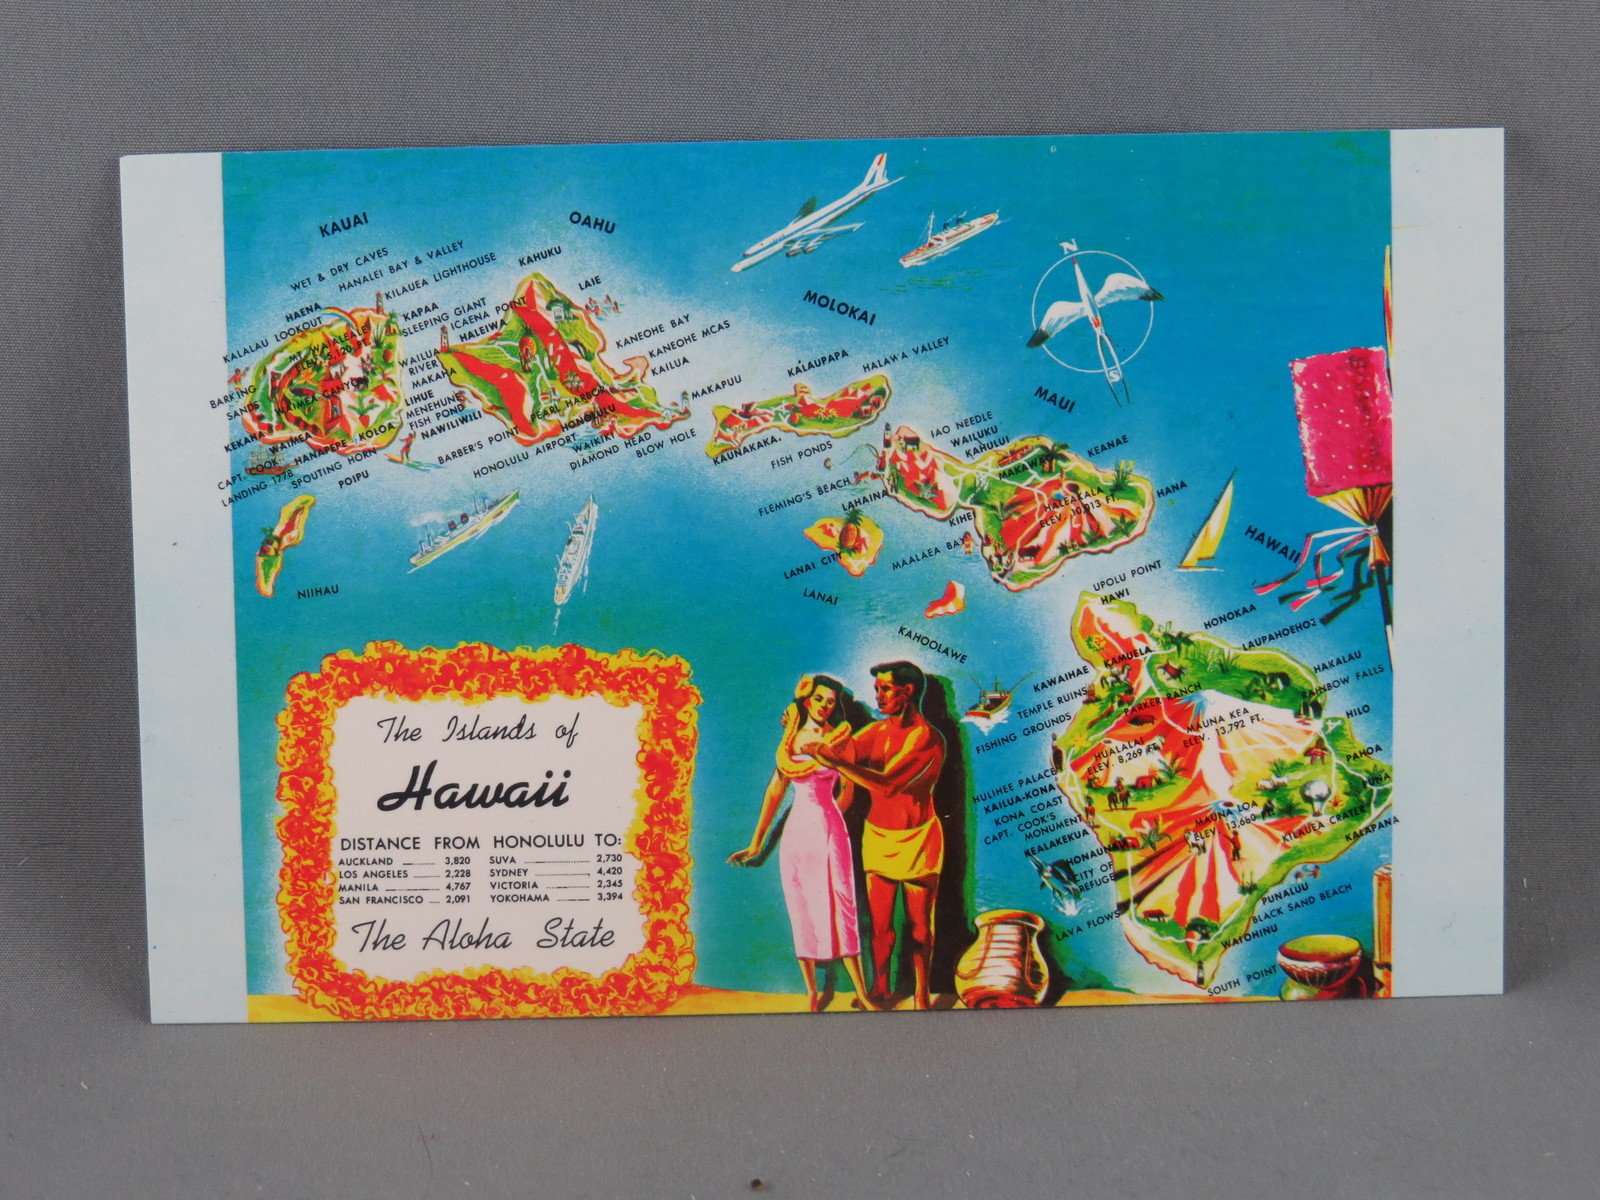 KAUAI
WET & DRY CAVES
HANALEI BAY & VALLEY
KILAUEA LIGHTHOUSE
HAENA
KALALAU LOOKOUT
KAPAA
SLEEPING GIANT
MT. WAIALEALE
ELEV. 5,120 FT.
WAILUA
RIVER
BARKING
SANDS
WAIMEA CANYON
LIHUE
MENEHUNE
FISH POND
NAWILIWILI
KEKAHA
WAIMEA
HANAPEPE
KOLOA
CAPT. COOK
LANDING 1778
SPOUTING HORN
POIPU
NIIHAU
OAHU
KAHUKU
LAIE
KAENA POINT
HALEIWA
KANEOHE BAY
KANEOHE MCAS
KAILUA
MAKAHA
MAKAPUU
PEARL HARBOR
BARBER'S POINT
HONOLULU
HONOLULU AIRPORT
WAIKIKI
DIAMOND HEAD
BLOW HOLE
MOLOKAI
KALAUPAPA
HALAWA VALLEY
KAUNAKAKAI
FISH PONDS
N
S
MAUI
IAO NEEDLE
WAILUKU
KAHULUI
KEANAE
MAKAWAO
HANA
FLEMING'S BEACH
LAHAINA
HALEAKALA
ELEV. 10,013 FT.
KIHEI
MAALAEA BAY
LANAI CITY
LANAI
KAHOOLAWE
HAWAII
UPOLU POINT
HAWI
HONOKAA
LAUPAHOEHOE
HAKALAU
RAINBOW FALLS
KAWAIHAE
KAMUELA
TEMPLE RUINS
PARKER RANCH
FISHING GROUNDS
MAUNA KEA
ELEV. 13,792 FT.
HILO
HUALALAI
ELEV. 8,269 FT.
PAHOA
PUNA
HULIHEE PALACE
KAILUA-KONA
KONA COAST
CAPT. COOK'S
MONUMENT
KEALAKEKUA
MAUNA LOA
ELEV. 13,680 FT.
KILAUEA CRATER
KALAPANA
HONAUNAU
CITY OF
REFUGE
LAVA FLOWS
PUNALUU
BLACK SAND BEACH
WAIOHINU
SOUTH POINT
The Islands of
Hawaii
DISTANCE FROM HONOLULU TO:
AUCKLAND 3,820 SUVA 2,730
LOS ANGELES 2,228 SYDNEY 4,420
MANILA 4,767 VICTORIA 2,345
SAN FRANCISCO 2,091 YOKOHAMA 3,394
The Aloha State